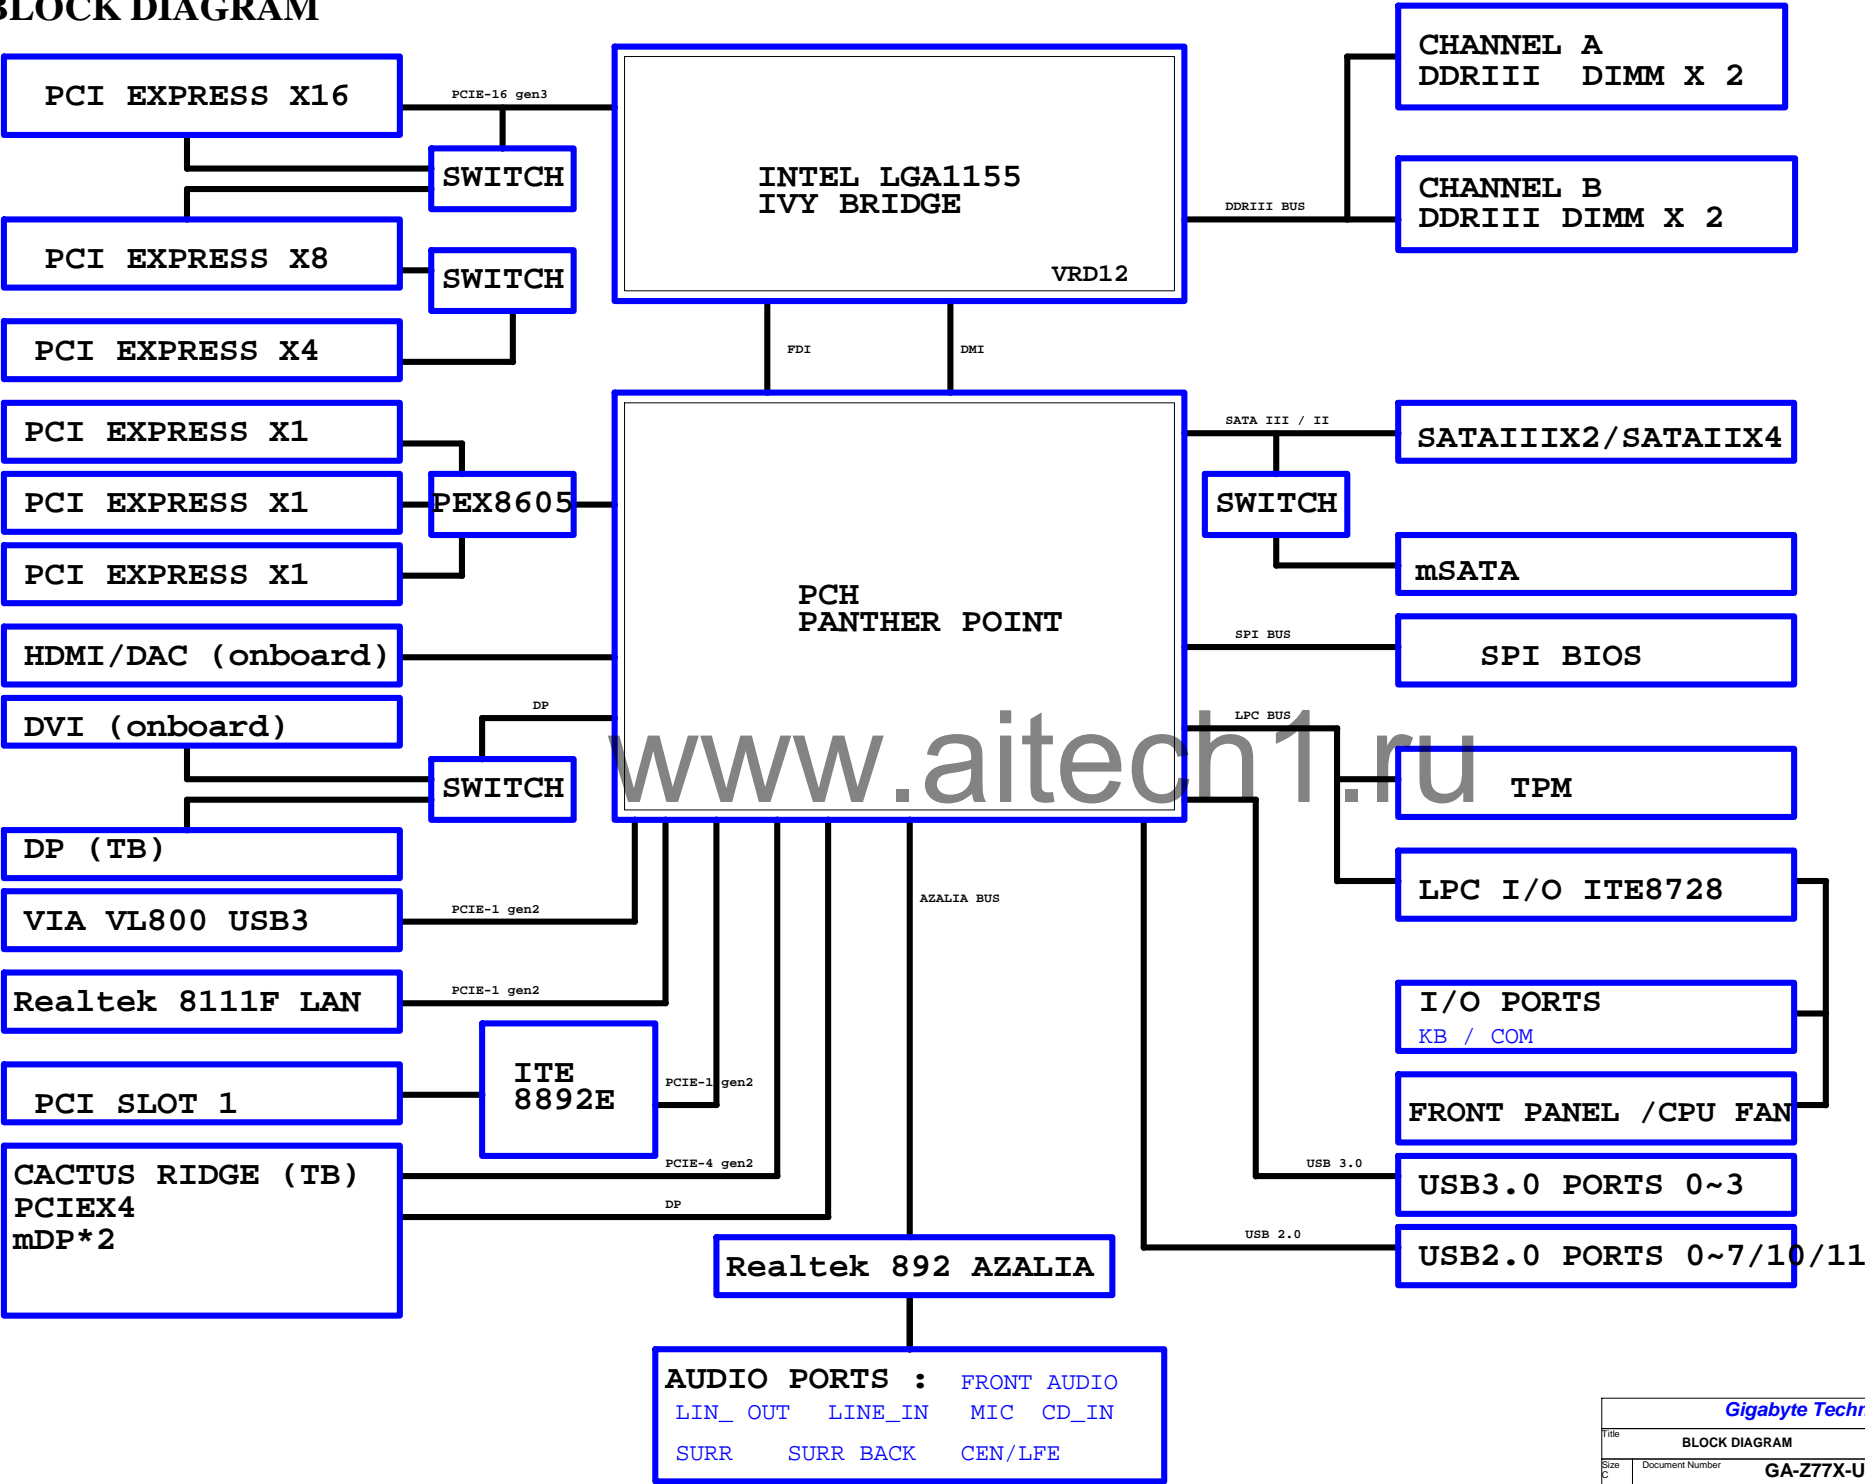 BLOCK DIAGRAM
PCI EXPRESS X16
PCIE-16 gen3
SWITCH
PCI EXPRESS X8
SWITCH
PCI EXPRESS X4
INTEL LGA1155
IVY BRIDGE
VRD12
DDRIII BUS
CHANNEL A
DDRIII DIMM X 2
CHANNEL B
DDRIII DIMM X 2
FDI
DMI
PCI EXPRESS X1
PCI EXPRESS X1
PEX8605
PCI EXPRESS X1
HDMI/DAC (onboard)
DVI (onboard)
DP
SWITCH
DP (TB)
PCH
PANTHER POINT
SATA III / II
SATAIIIX2/SATAIIX4
SWITCH
mSATA
SPI BUS
SPI BIOS
LPC BUS
TPM
www.aitech1.ru
LPC I/O ITE8728
VIA VL800 USB3
PCIE-1 gen2
AZALIA BUS
Realtek 8111F LAN
PCIE-1 gen2
I/O PORTS
KB / COM
PCI SLOT 1
ITE
8892E
PCIE-1 gen2
FRONT PANEL /CPU FAN
CACTUS RIDGE (TB)
PCIEX4
mDP*2
PCIE-4 gen2
DP
USB 3.0
USB3.0 PORTS 0~3
USB 2.0
USB2.0 PORTS 0~7/10/11
Realtek 892 AZALIA
AUDIO PORTS : FRONT AUDIO
LIN_ OUT LINE_IN MIC CD_IN
SURR SURR BACK CEN/LFE
Gigabyte Techn
Title
BLOCK DIAGRAM
Size
C
Document Number
GA-Z77X-U